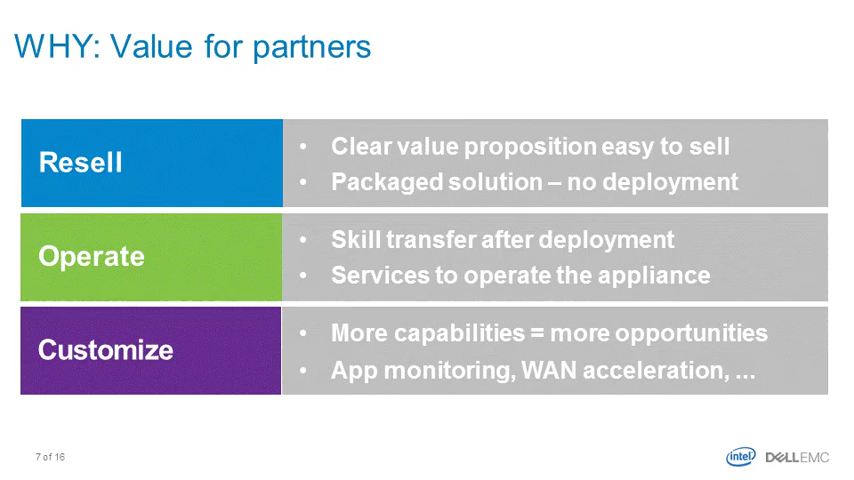 WHY: Value for partners
Resell
• Clear value proposition easy to sell
• Packaged solution – no deployment
Operate
• Skill transfer after deployment
• Services to operate the appliance
Customize
• More capabilities = more opportunities
• App monitoring, WAN acceleration, ...
7 of 16
intel
DELLEMC